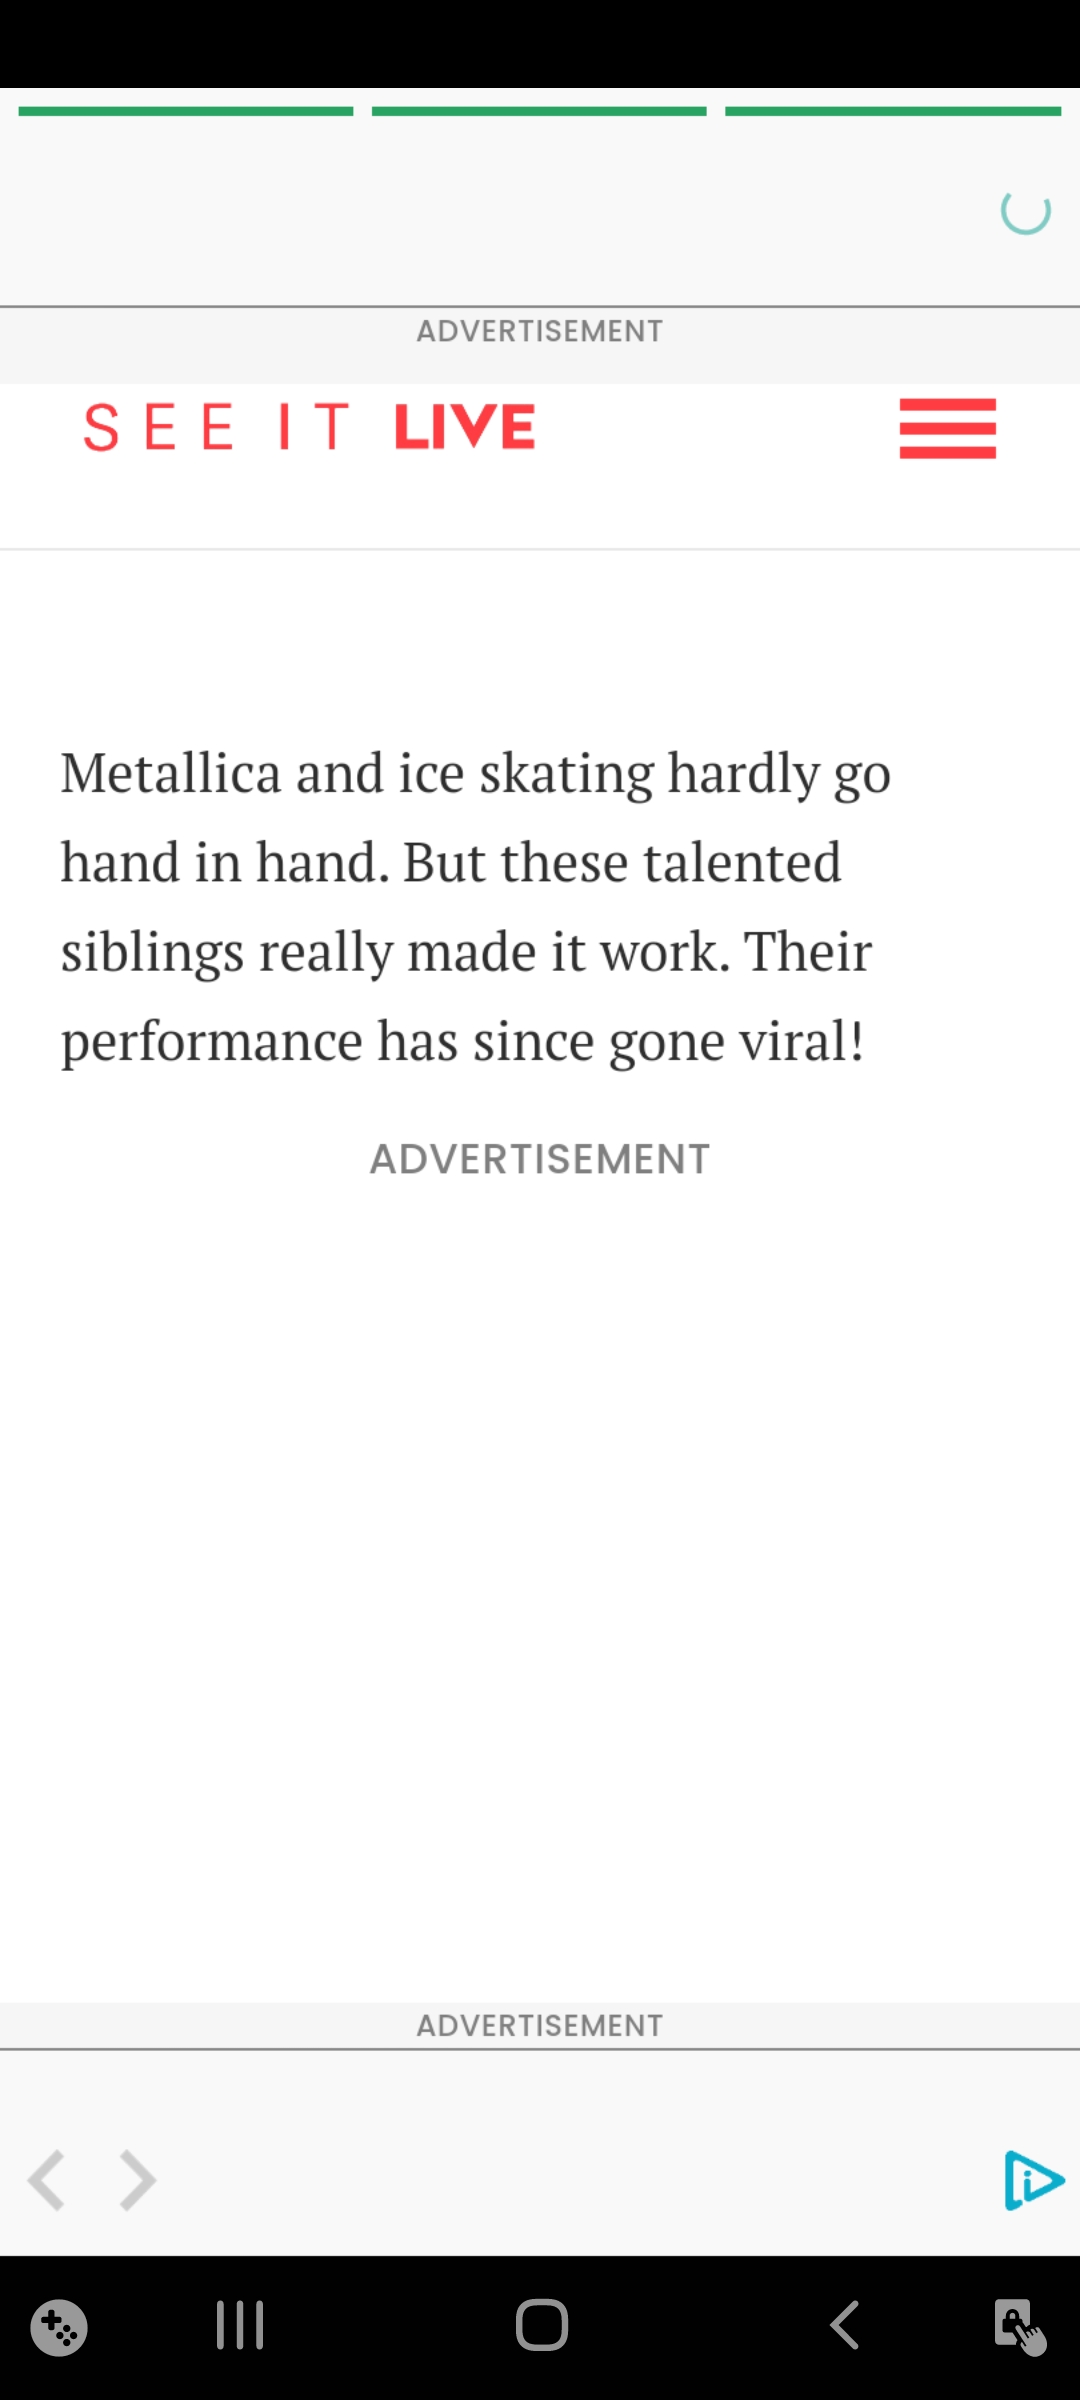 ADVERTISEMENT
SEE IT LIVE
Metallica and ice skating hardly go
hand in hand. But these talented
siblings really made it work. Their
performance has since gone viral!
ADVERTISEMENT
ADVERTISEMENT